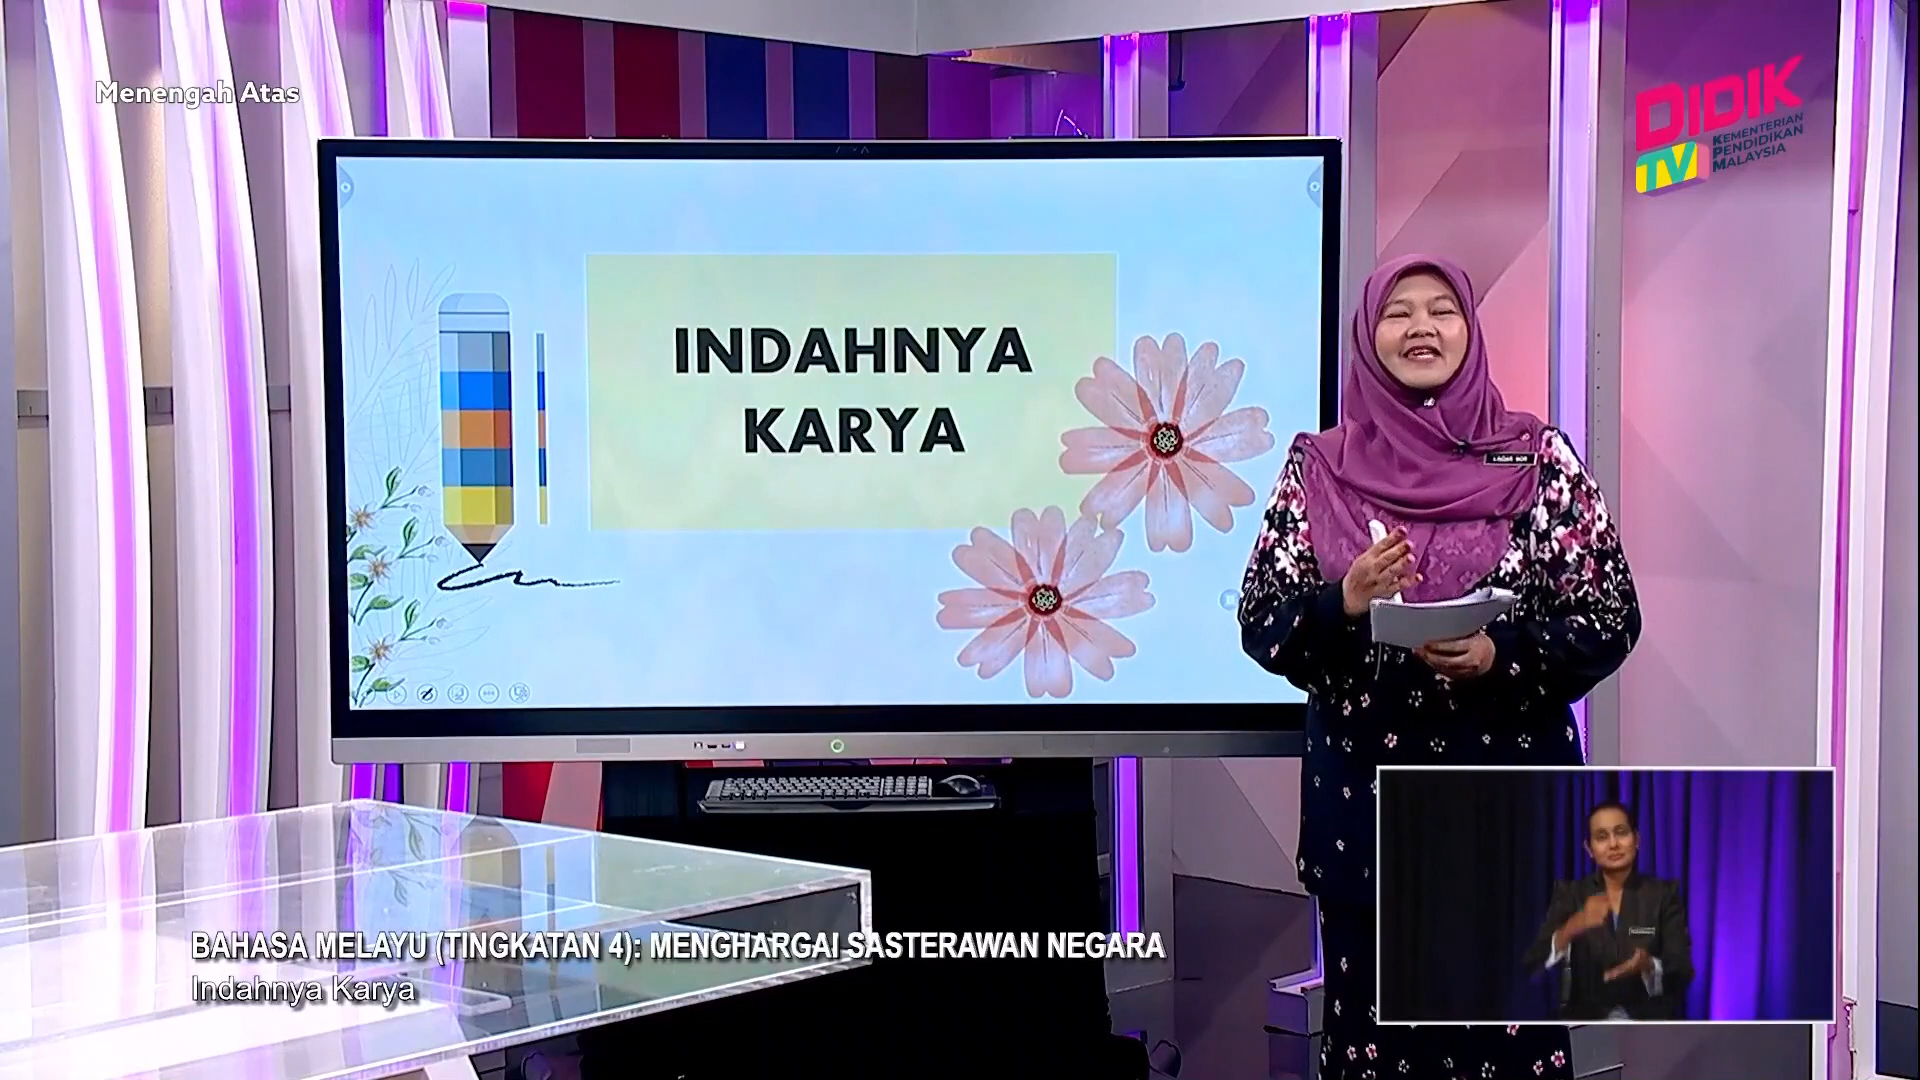 Menengah Atas
DIDIK
TV
KEMENTERIAN
PENDIDIKAN
MALAYSIA
INDAHNYA
KARYA
BAHASA MELAYU (TINGKATAN 4): MENGHARGAI SASTERAWAN NEGARA
Indahnya Karya